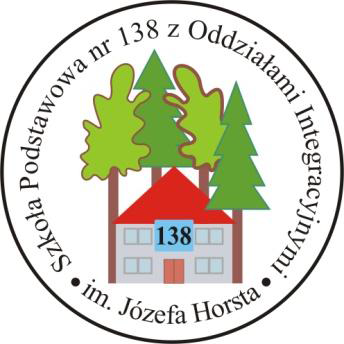 Szkoła Podstawowa nr 138 z Oddziałami Integracyjnymi
• im. Józefa Horsta •
138